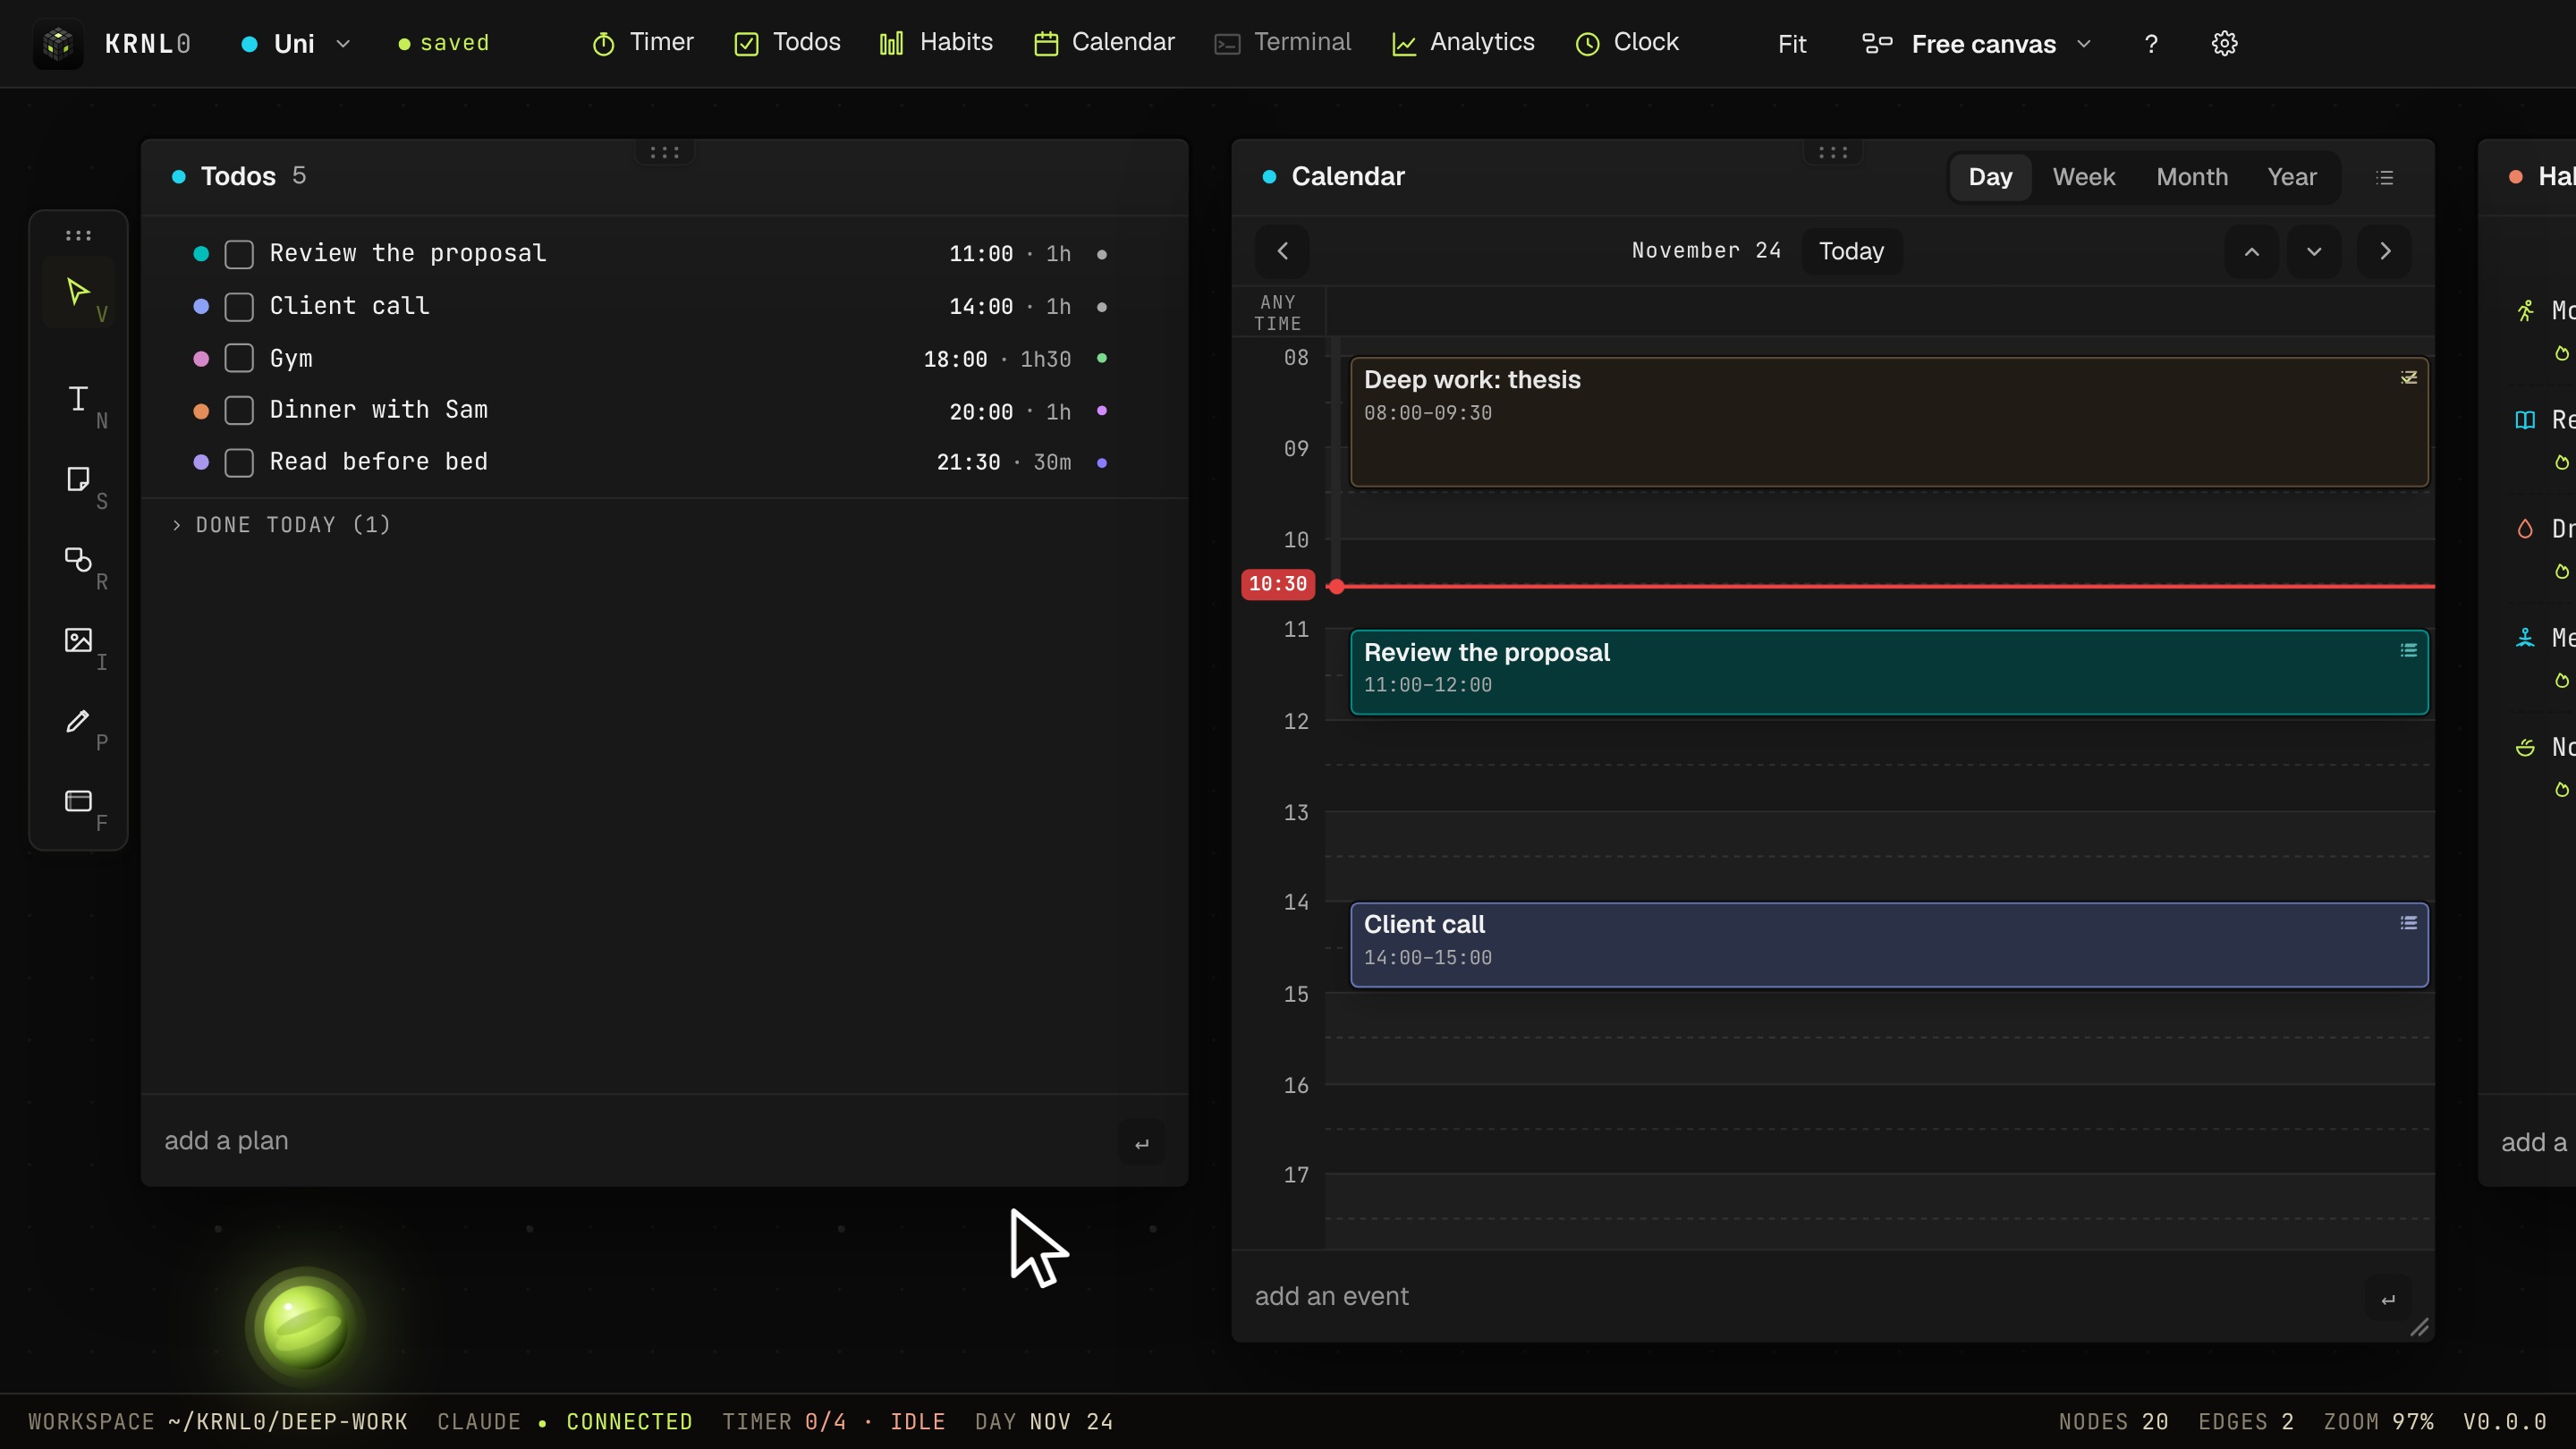 KRNL0 Uni saved Timer Todos Habits Calendar Terminal Analytics Clock Fit Free canvas ?
V
N
S
R
I
P
F
Todos 5
Review the proposal 11:00 · 1h
Client call 14:00 · 1h
Gym 18:00 · 1h30
Dinner with Sam 20:00 · 1h
Read before bed 21:30 · 30m
DONE TODAY (1)
add a plan
Calendar Day Week Month Year
November 24 Today
ANY
TIME
08
Deep work: thesis
08:00–09:30
09
10
10:30
11
Review the proposal
11:00–12:00
12
13
14
Client call
14:00–15:00
15
16
17
add an event
add a
WORKSPACE ~/KRNL0/DEEP-WORK CLAUDE • CONNECTED TIMER 0/4 · IDLE DAY NOV 24 NODES 20 EDGES 2 ZOOM 97% V0.0.0